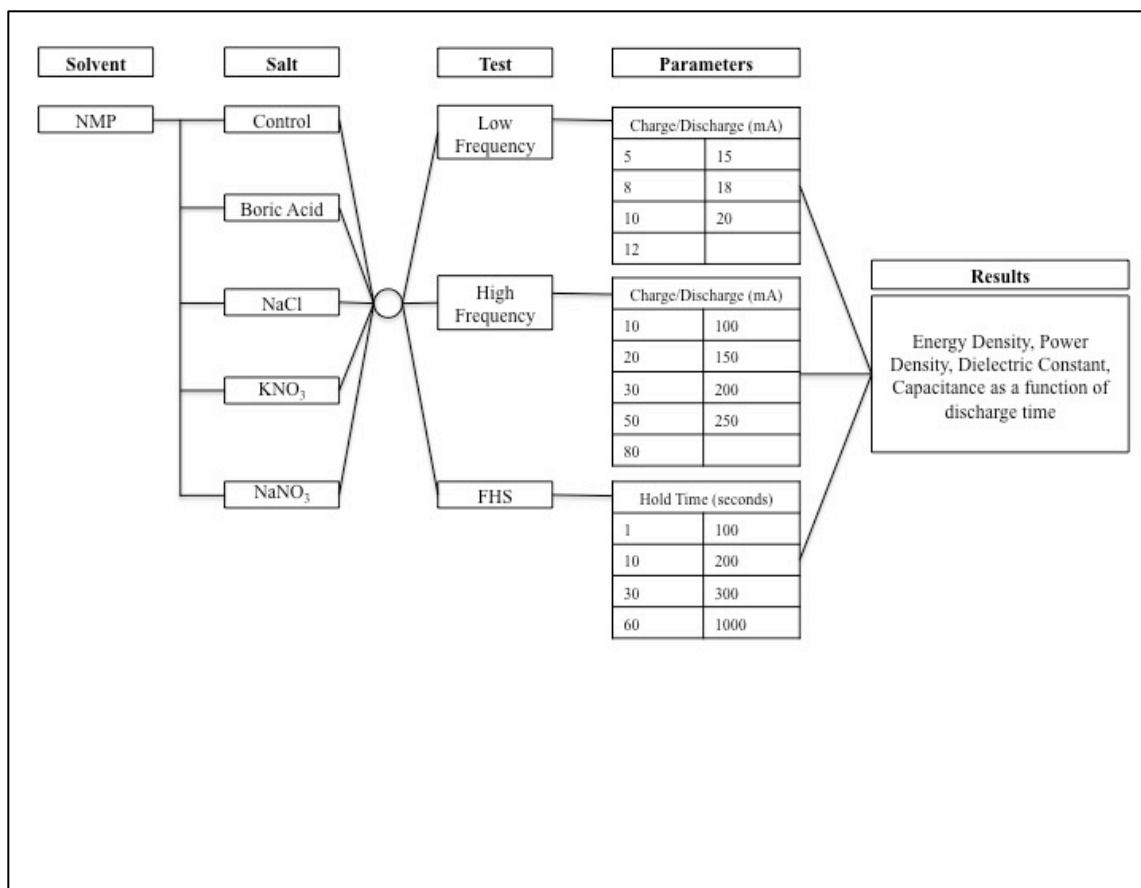 Solvent
Salt
Test
Parameters
NMP
Control
Boric Acid
NaCl
KNO₃
NaNO₃
Low
Frequency
High
Frequency
FHS
Charge/Discharge (mA)
5 15
8 18
10 20
12
Charge/Discharge (mA)
10 100
20 150
30 200
50 250
80
Hold Time (seconds)
1 100
10 200
30 300
60 1000
Results
Energy Density, Power
Density, Dielectric Constant,
Capacitance as a function of
discharge time